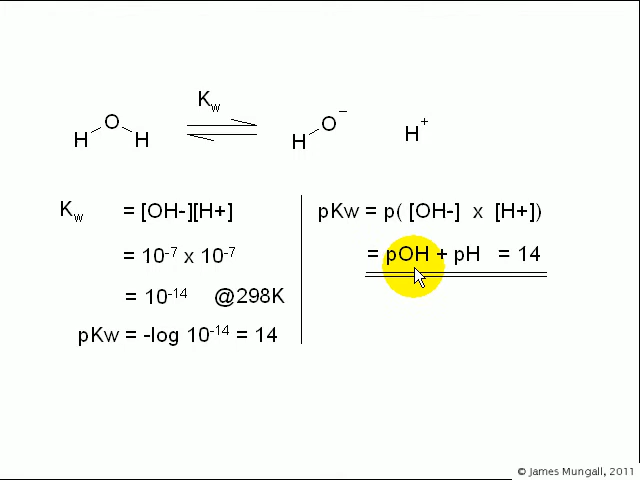 Kw
H O H H O⁻ H⁺
Kw = [OH-][H+]
= 10⁻⁷ x 10⁻⁷
= 10⁻¹⁴ @298K
pKw = -log 10⁻¹⁴ = 14
pKw = p( [OH-] x [H+])
= pOH + pH = 14
© James Mungall, 2011